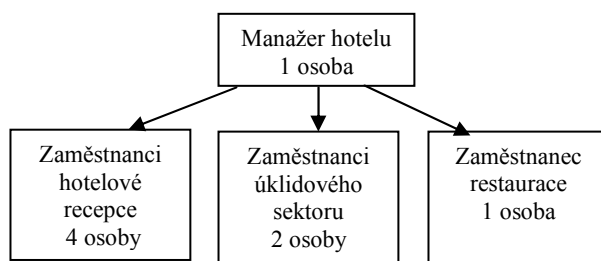 Manažer hotelu
1 osoba
Zaměstnanci
hotelové
recepce
4 osoby
Zaměstnanci
úklidového
sektoru
2 osoby
Zaměstnanec
restaurace
1 osoba